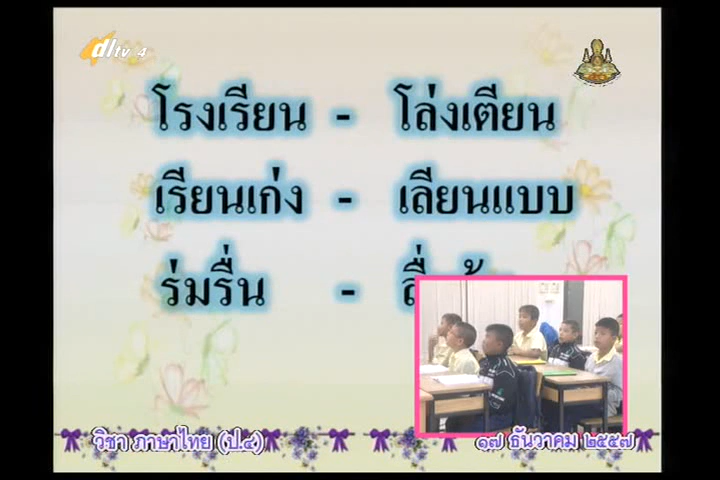 dltv 4
โรงเรียน - โล่งเตียน
เรียนเก่ง - เลียนแบบ
ร่มรื่น -
วิชา ภาษาไทย (ป.๔)
๑๗ ธันวาคม ๒๕๕๗